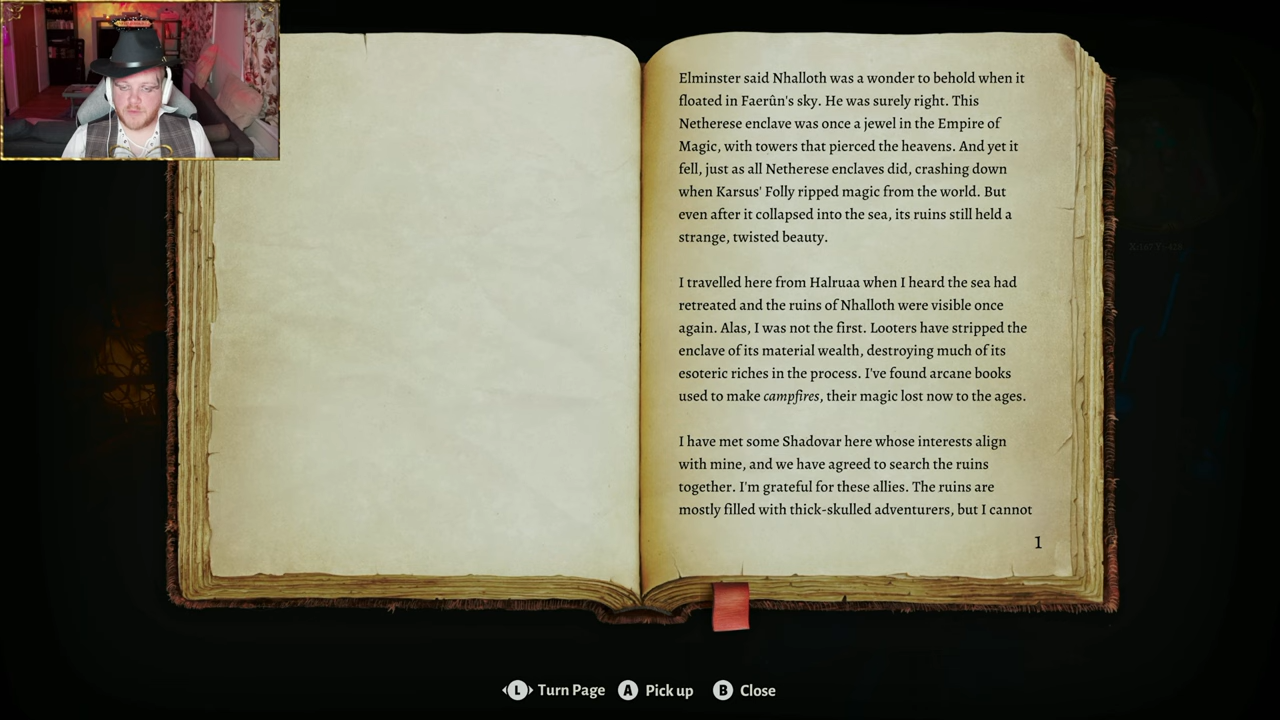 Elminster said Nhalloth was a wonder to behold when it
floated in Faerûn's sky. He was surely right. This
Netherese enclave was once a jewel in the Empire of
Magic, with towers that pierced the heavens. And yet it
fell, just as all Netherese enclaves did, crashing down
when Karsus' Folly ripped magic from the world. But
even after it collapsed into the sea, its ruins still held a
strange, twisted beauty.
I travelled here from Halruaa when I heard the sea had
retreated and the ruins of Nhalloth were visible once
again. Alas, I was not the first. Looters have stripped the
enclave of its material wealth, destroying much of its
esoteric riches in the process. I've found arcane books
used to make campfires, their magic lost now to the ages.
I have met some Shadovar here whose interests align
with mine, and we have agreed to search the ruins
together. I'm grateful for these allies. The ruins are
mostly filled with thick-skulled adventurers, but I cannot
1
L Turn Page A Pick up B Close